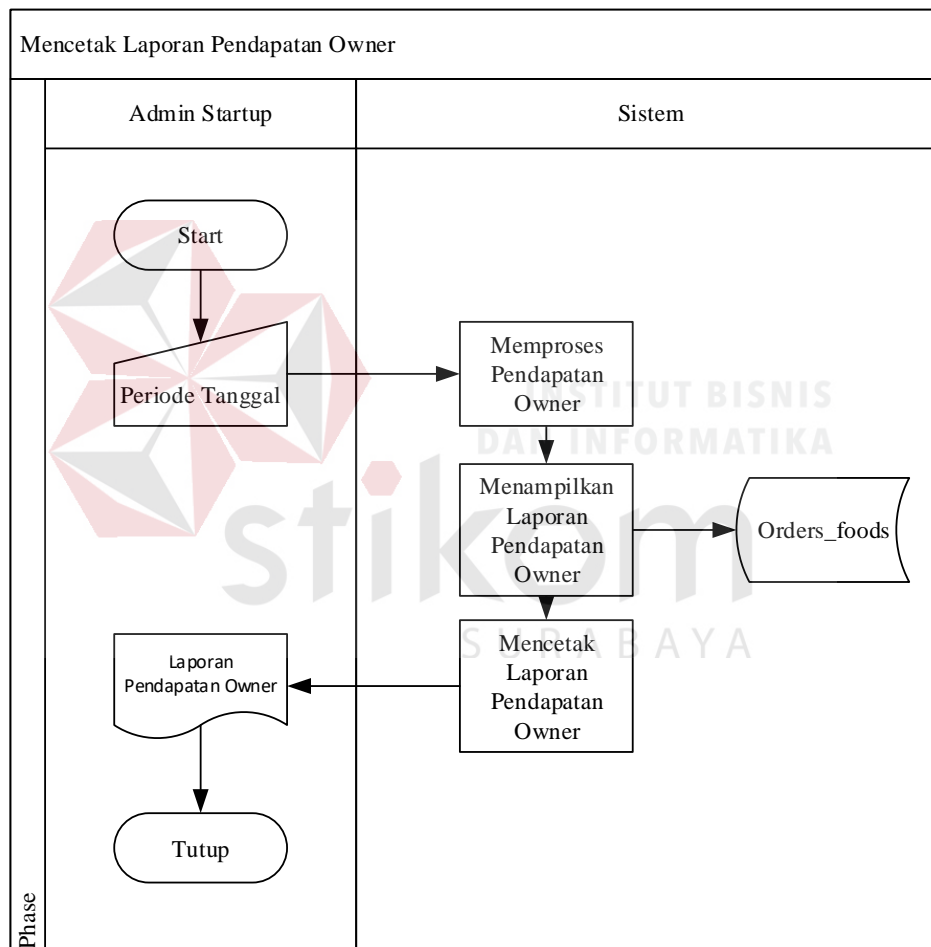 Mencetak Laporan Pendapatan Owner
Admin Startup
Sistem
Start
Periode Tanggal
Memproses
Pendapatan
Owner
INSTITUT BISNIS
DAN INFORMATIKA
Menampilkan
Laporan
Pendapatan
Owner
Orders_foods
stikom
SURABAYA
Mencetak
Laporan
Pendapatan
Owner
Laporan
Pendapatan Owner
Tutup
Phase